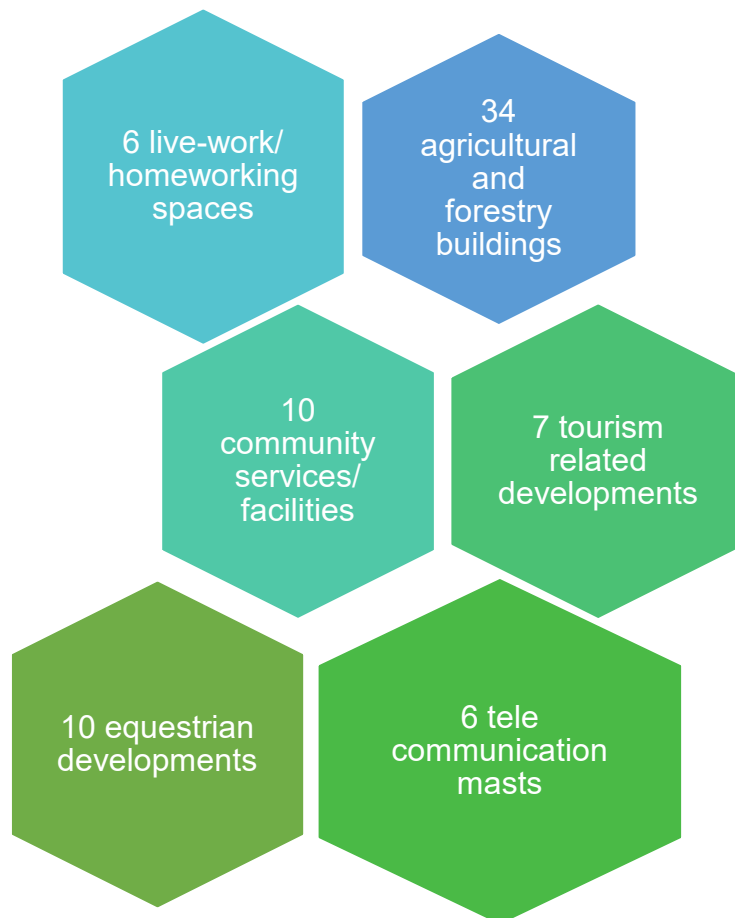 6 live-work/
homeworking
spaces
34
agricultural
and
forestry
buildings
10
community
services/
facilities
7 tourism
related
developments
10 equestrian
developments
6 tele
communication
masts